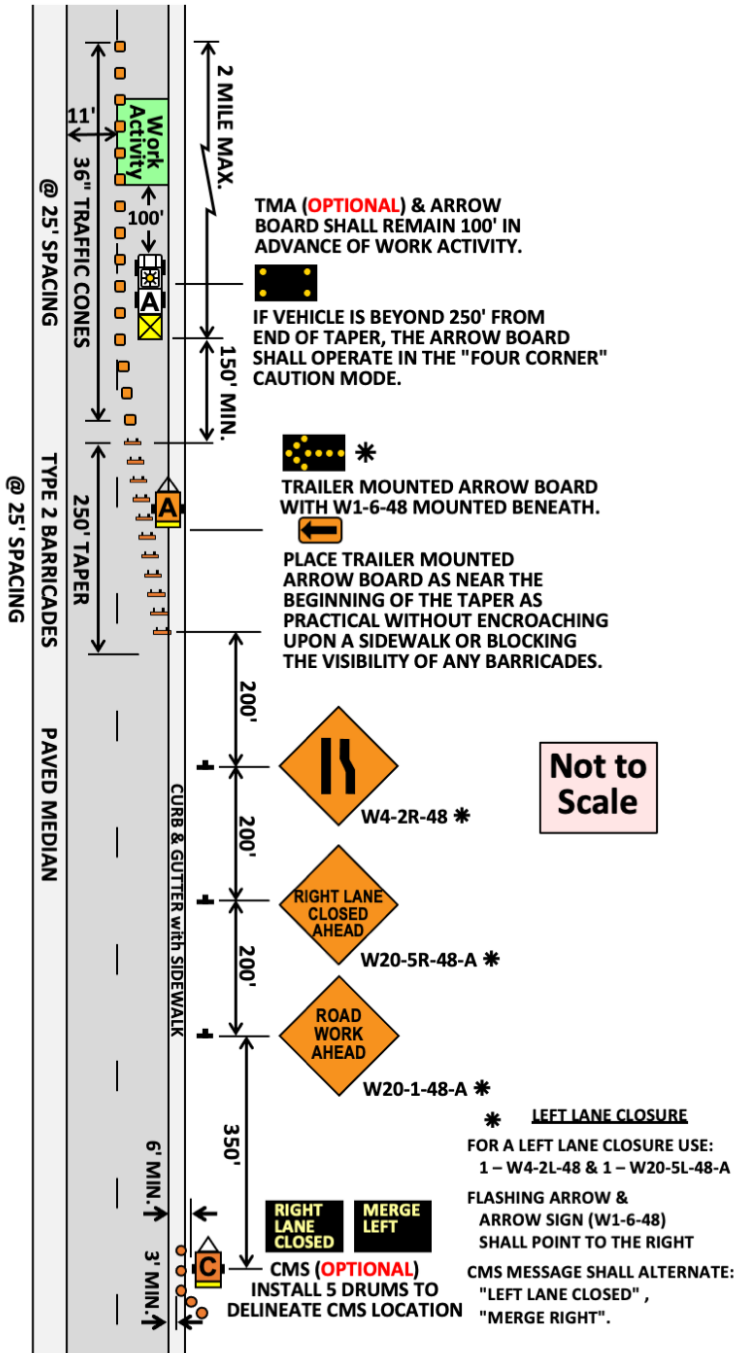 2 MILE MAX.
Work
Activity
11'
36" TRAFFIC CONES
@ 25' SPACING
100'
A
TMA (OPTIONAL) & ARROW
BOARD SHALL REMAIN 100' IN
ADVANCE OF WORK ACTIVITY.
IF VEHICLE IS BEYOND 250' FROM
END OF TAPER, THE ARROW BOARD
SHALL OPERATE IN THE "FOUR CORNER"
CAUTION MODE.
150' MIN.
*
TRAILER MOUNTED ARROW BOARD
WITH W1-6-48 MOUNTED BENEATH.
A
PLACE TRAILER MOUNTED
ARROW BOARD AS NEAR THE
BEGINNING OF THE TAPER AS
PRACTICAL WITHOUT ENCROACHING
UPON A SIDEWALK OR BLOCKING
THE VISIBILITY OF ANY BARRICADES.
250' TAPER
TYPE 2 BARRICADES
@ 25' SPACING
200'
W4-2R-48 *
Not to
Scale
PAVED MEDIAN
CURB & GUTTER with SIDEWALK
200'
RIGHT LANE
CLOSED
AHEAD
W20-5R-48-A *
200'
ROAD
WORK
AHEAD
W20-1-48-A *
350'
6' MIN.
3' MIN.
C
RIGHT
LANE
CLOSED
MERGE
LEFT
CMS (OPTIONAL)
INSTALL 5 DRUMS TO
DELINEATE CMS LOCATION
* LEFT LANE CLOSURE
FOR A LEFT LANE CLOSURE USE:
1 – W4-2L-48 & 1 – W20-5L-48-A
FLASHING ARROW &
ARROW SIGN (W1-6-48)
SHALL POINT TO THE RIGHT
CMS MESSAGE SHALL ALTERNATE:
"LEFT LANE CLOSED" ,
"MERGE RIGHT".